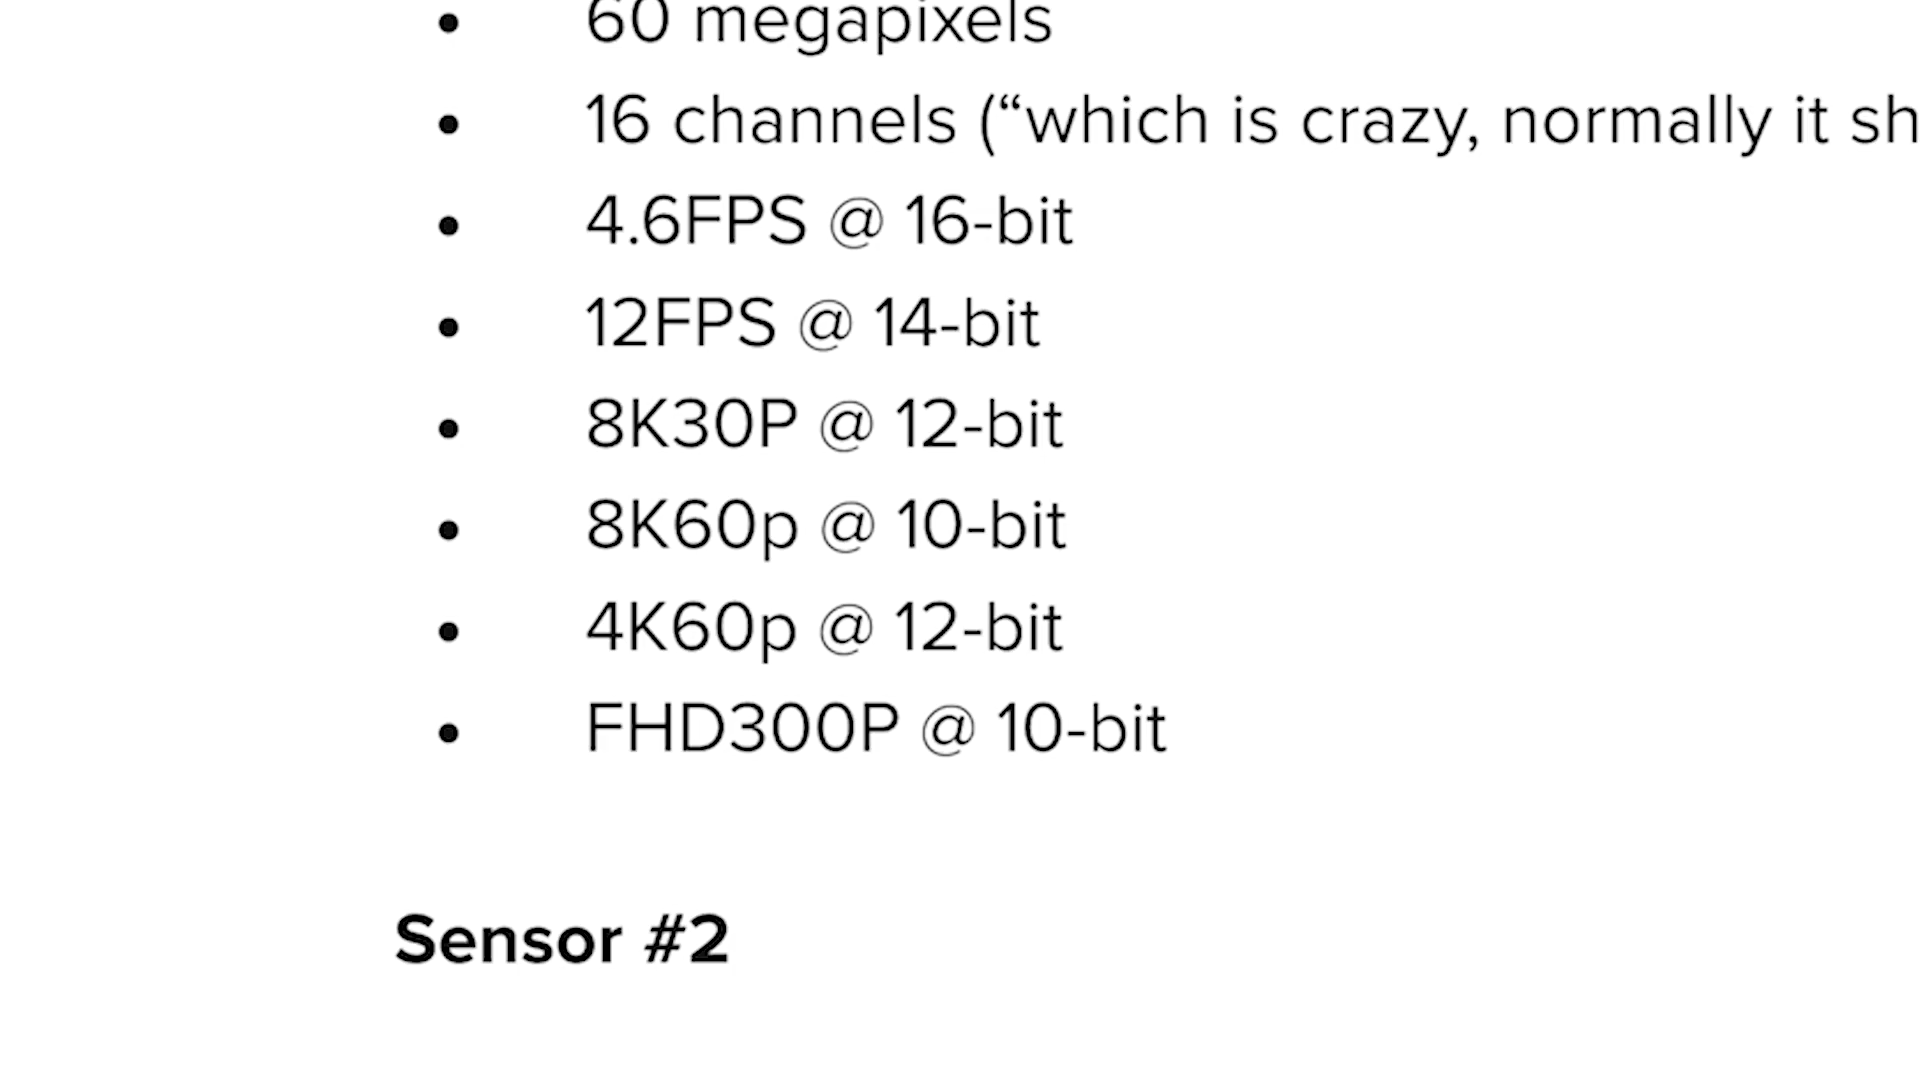 • 60 megapixels
• 16 channels (“which is crazy, normally it
• 4.6FPS @ 16-bit
• 12FPS @ 14-bit
• 8K30P @ 12-bit
• 8K60p @ 10-bit
• 4K60p @ 12-bit
• FHD300P @ 10-bit
Sensor #2